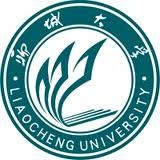 聊城大学
LIAOCHENG UNIVERSITY